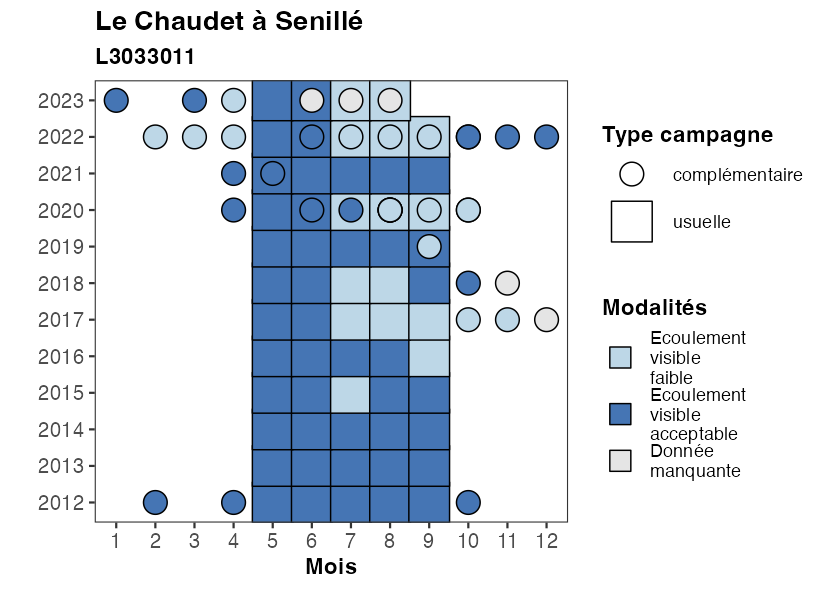 Le Chaudet à Senillé
L3033011
2023
2022
2021
2020
2019
2018
2017
2016
2015
2014
2013
2012
1 2 3 4 5 6 7 8 9 10 11 12
Mois
Type campagne
complémentaire
usuelle
Modalités
Ecoulement
visible
faible
Ecoulement
visible
acceptable
Donnée
manquante